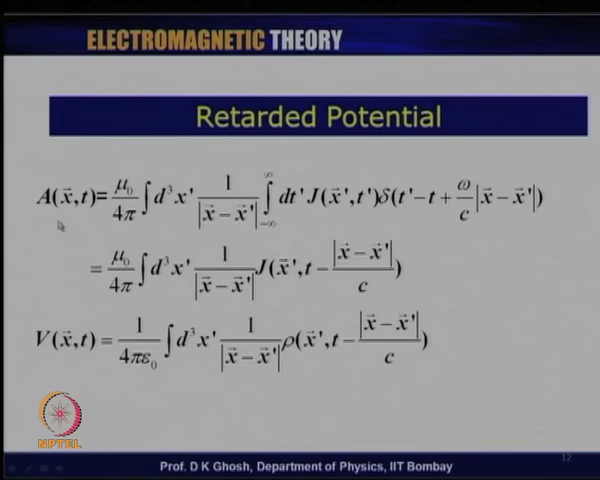 ELECTROMAGNETIC THEORY
Retarded Potential
A(x⃗,t)= μ₀/4π ∫ d³x' 1/|x⃗ − x⃗'| ∫_{−∞}^{∞} dt' J(x⃗',t')δ(t'−t + ω/c |x⃗ − x⃗'|)
= μ₀/4π ∫ d³x' 1/|x⃗ − x⃗'| J(x⃗',t − |x⃗ − x⃗'|/c)
V(x⃗,t) = 1/4πε₀ ∫ d³x' 1/|x⃗ − x⃗'| ρ(x⃗',t − |x⃗ − x⃗'|/c)
NPTEL
12
Prof. D K Ghosh, Department of Physics, IIT Bombay